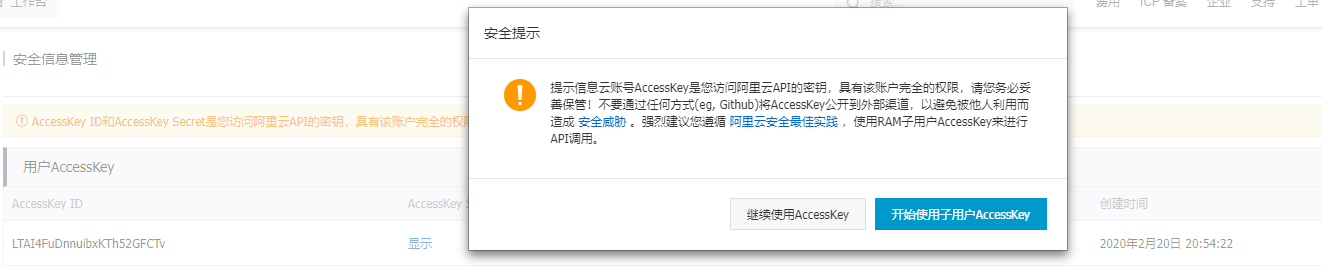 工作台
搜索...
费用 ICP 备案 企业 支持 工单
安全信息管理
安全提示
提示信息云账号AccessKey是您访问阿里云API的密钥，具有该账户完全的权限，请您务必妥
善保管！不要通过任何方式(eg, Github)将AccessKey公开到外部渠道，以避免被他人利用而
造成 安全威胁 。强烈建议您遵循 阿里云安全最佳实践 ，使用RAM子用户AccessKey来进行
API调用。
继续使用AccessKey
开始使用子用户AccessKey
AccessKey ID和AccessKey Secret是您访问阿里云API的密钥，具有该账户完全的权限
用户AccessKey
AccessKey ID
AccessKey S
创建时间
LTAI4FuDnnuibxKTh52GFCTv
显示
2020年2月20日 20:54:22